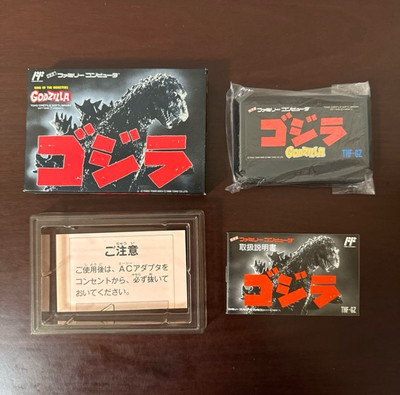 ファミリーコンピュータ
FF
KING OF THE MONSTERS
GODZILLA
ゴジラ
ファミリーコンピュータ
ゴジラ
GODZILLA
THF-GZ
ご注意
ご使用後は、ACアダプタを
コンセントから、必ず抜いて
おいてください。
ファミリーコンピュータ
取扱説明書
FF
ゴジラ
THF-GZ